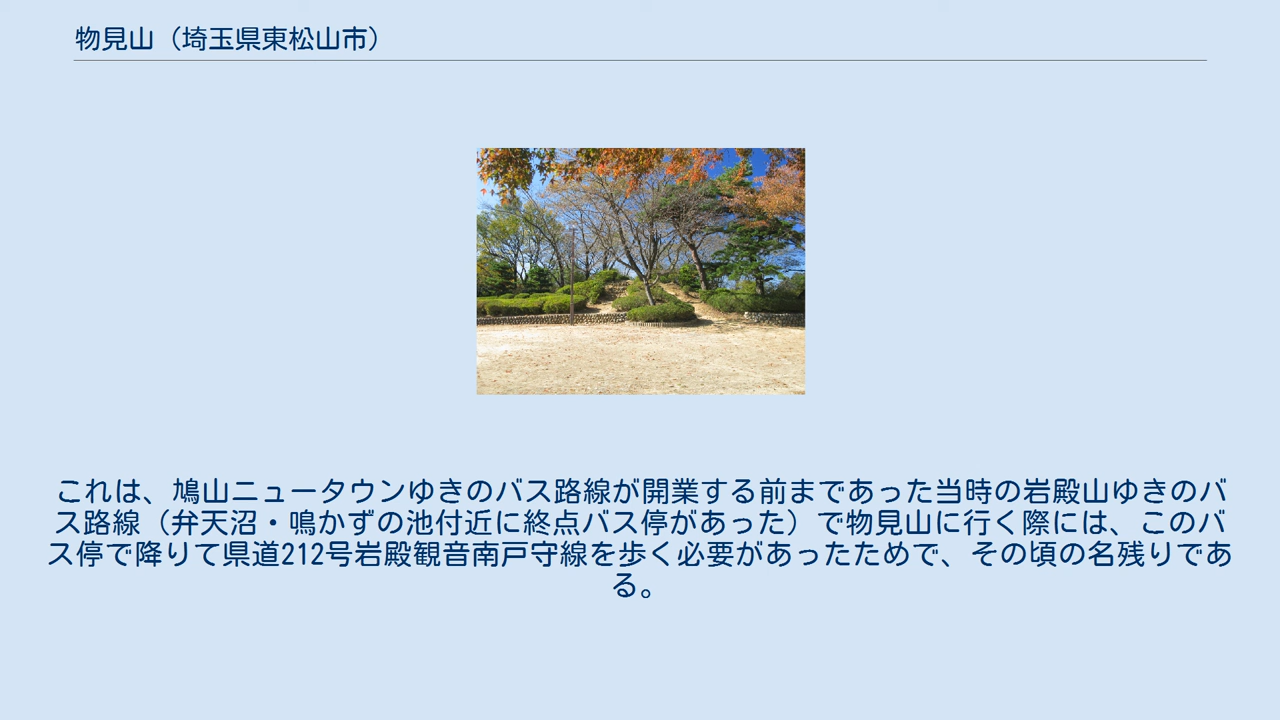 物見山（埼玉県東松山市）
これは、鳩山ニュータウンゆきのバス路線が開業する前まであった当時の岩殿山ゆきのバ
ス路線（弁天沼・鳴かずの池付近に終点バス停があった）で物見山に行く際には、このバ
ス停で降りて県道212号岩殿観音南戸守線を歩く必要があったためで、その頃の名残りであ
る。